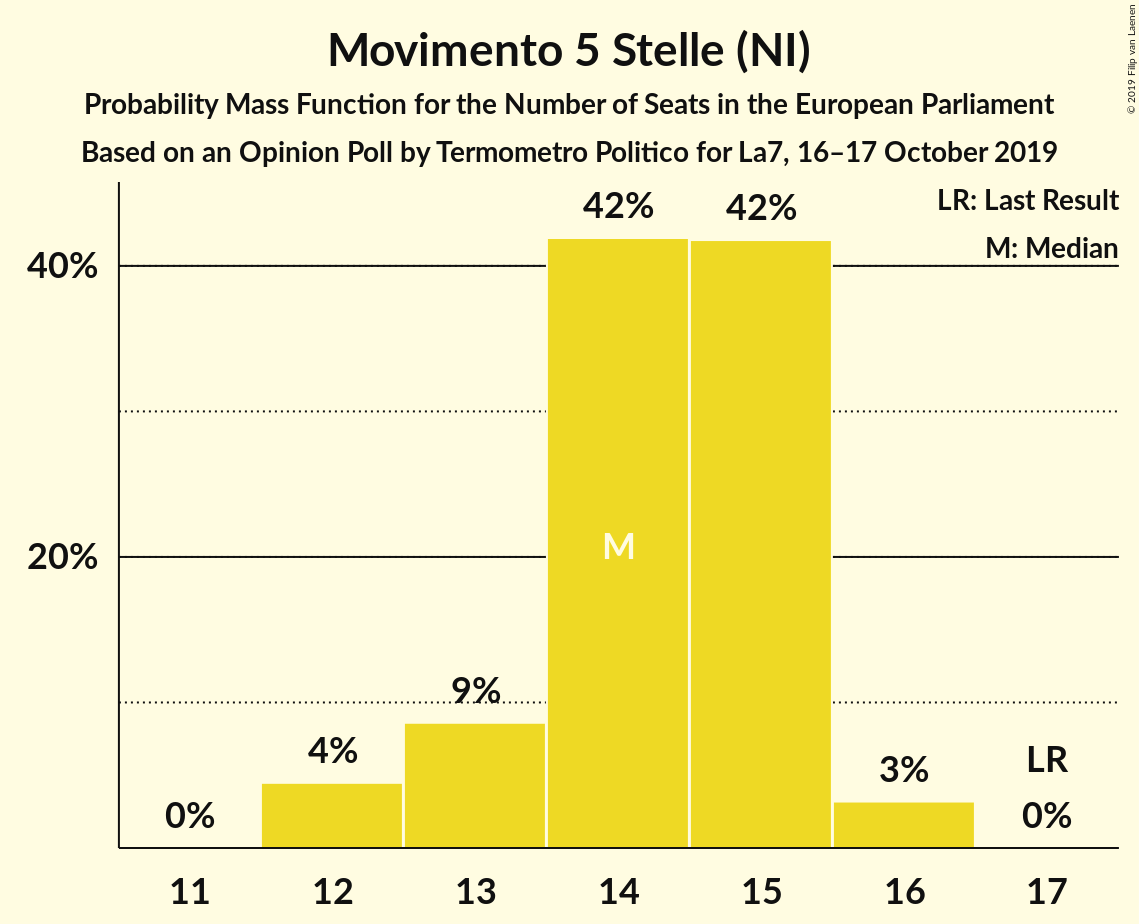 Movimento 5 Stelle (NI)
Probability Mass Function for the Number of Seats in the European Parliament
Based on an Opinion Poll by Termometro Politico for La7, 16–17 October 2019
© 2019 Filip van Laenen
LR: Last Result
M: Median
42%
42%
40%
M
20%
9%
4%
3%
LR
0%
0%
11 12 13 14 15 16 17